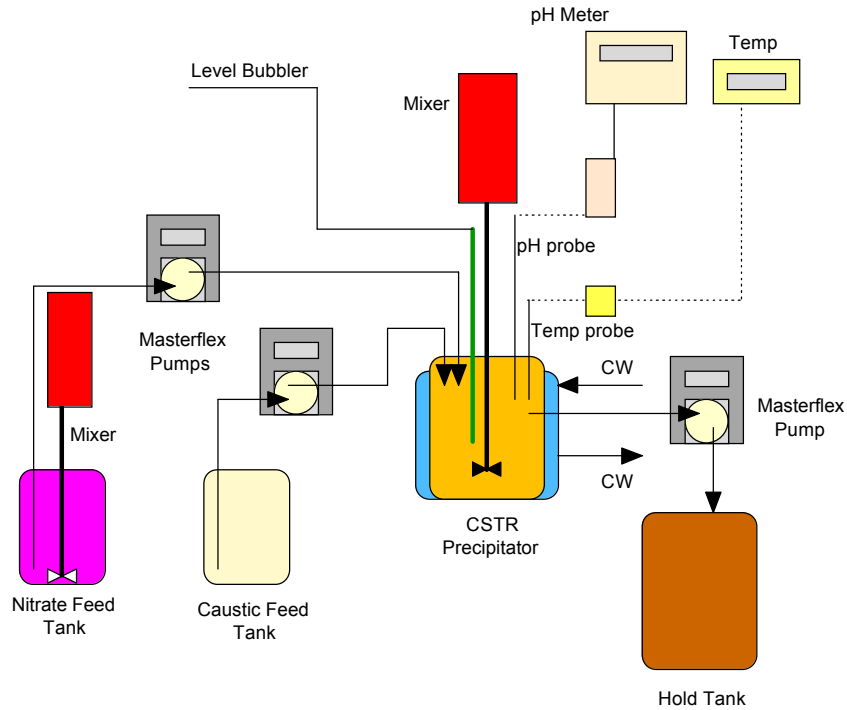 pH Meter
Temp
Level Bubbler
Mixer
pH probe
Temp probe
Masterflex
Pumps
CW
Masterflex
Pump
Mixer
CW
CSTR
Precipitator
Nitrate Feed
Tank
Caustic Feed
Tank
Hold Tank